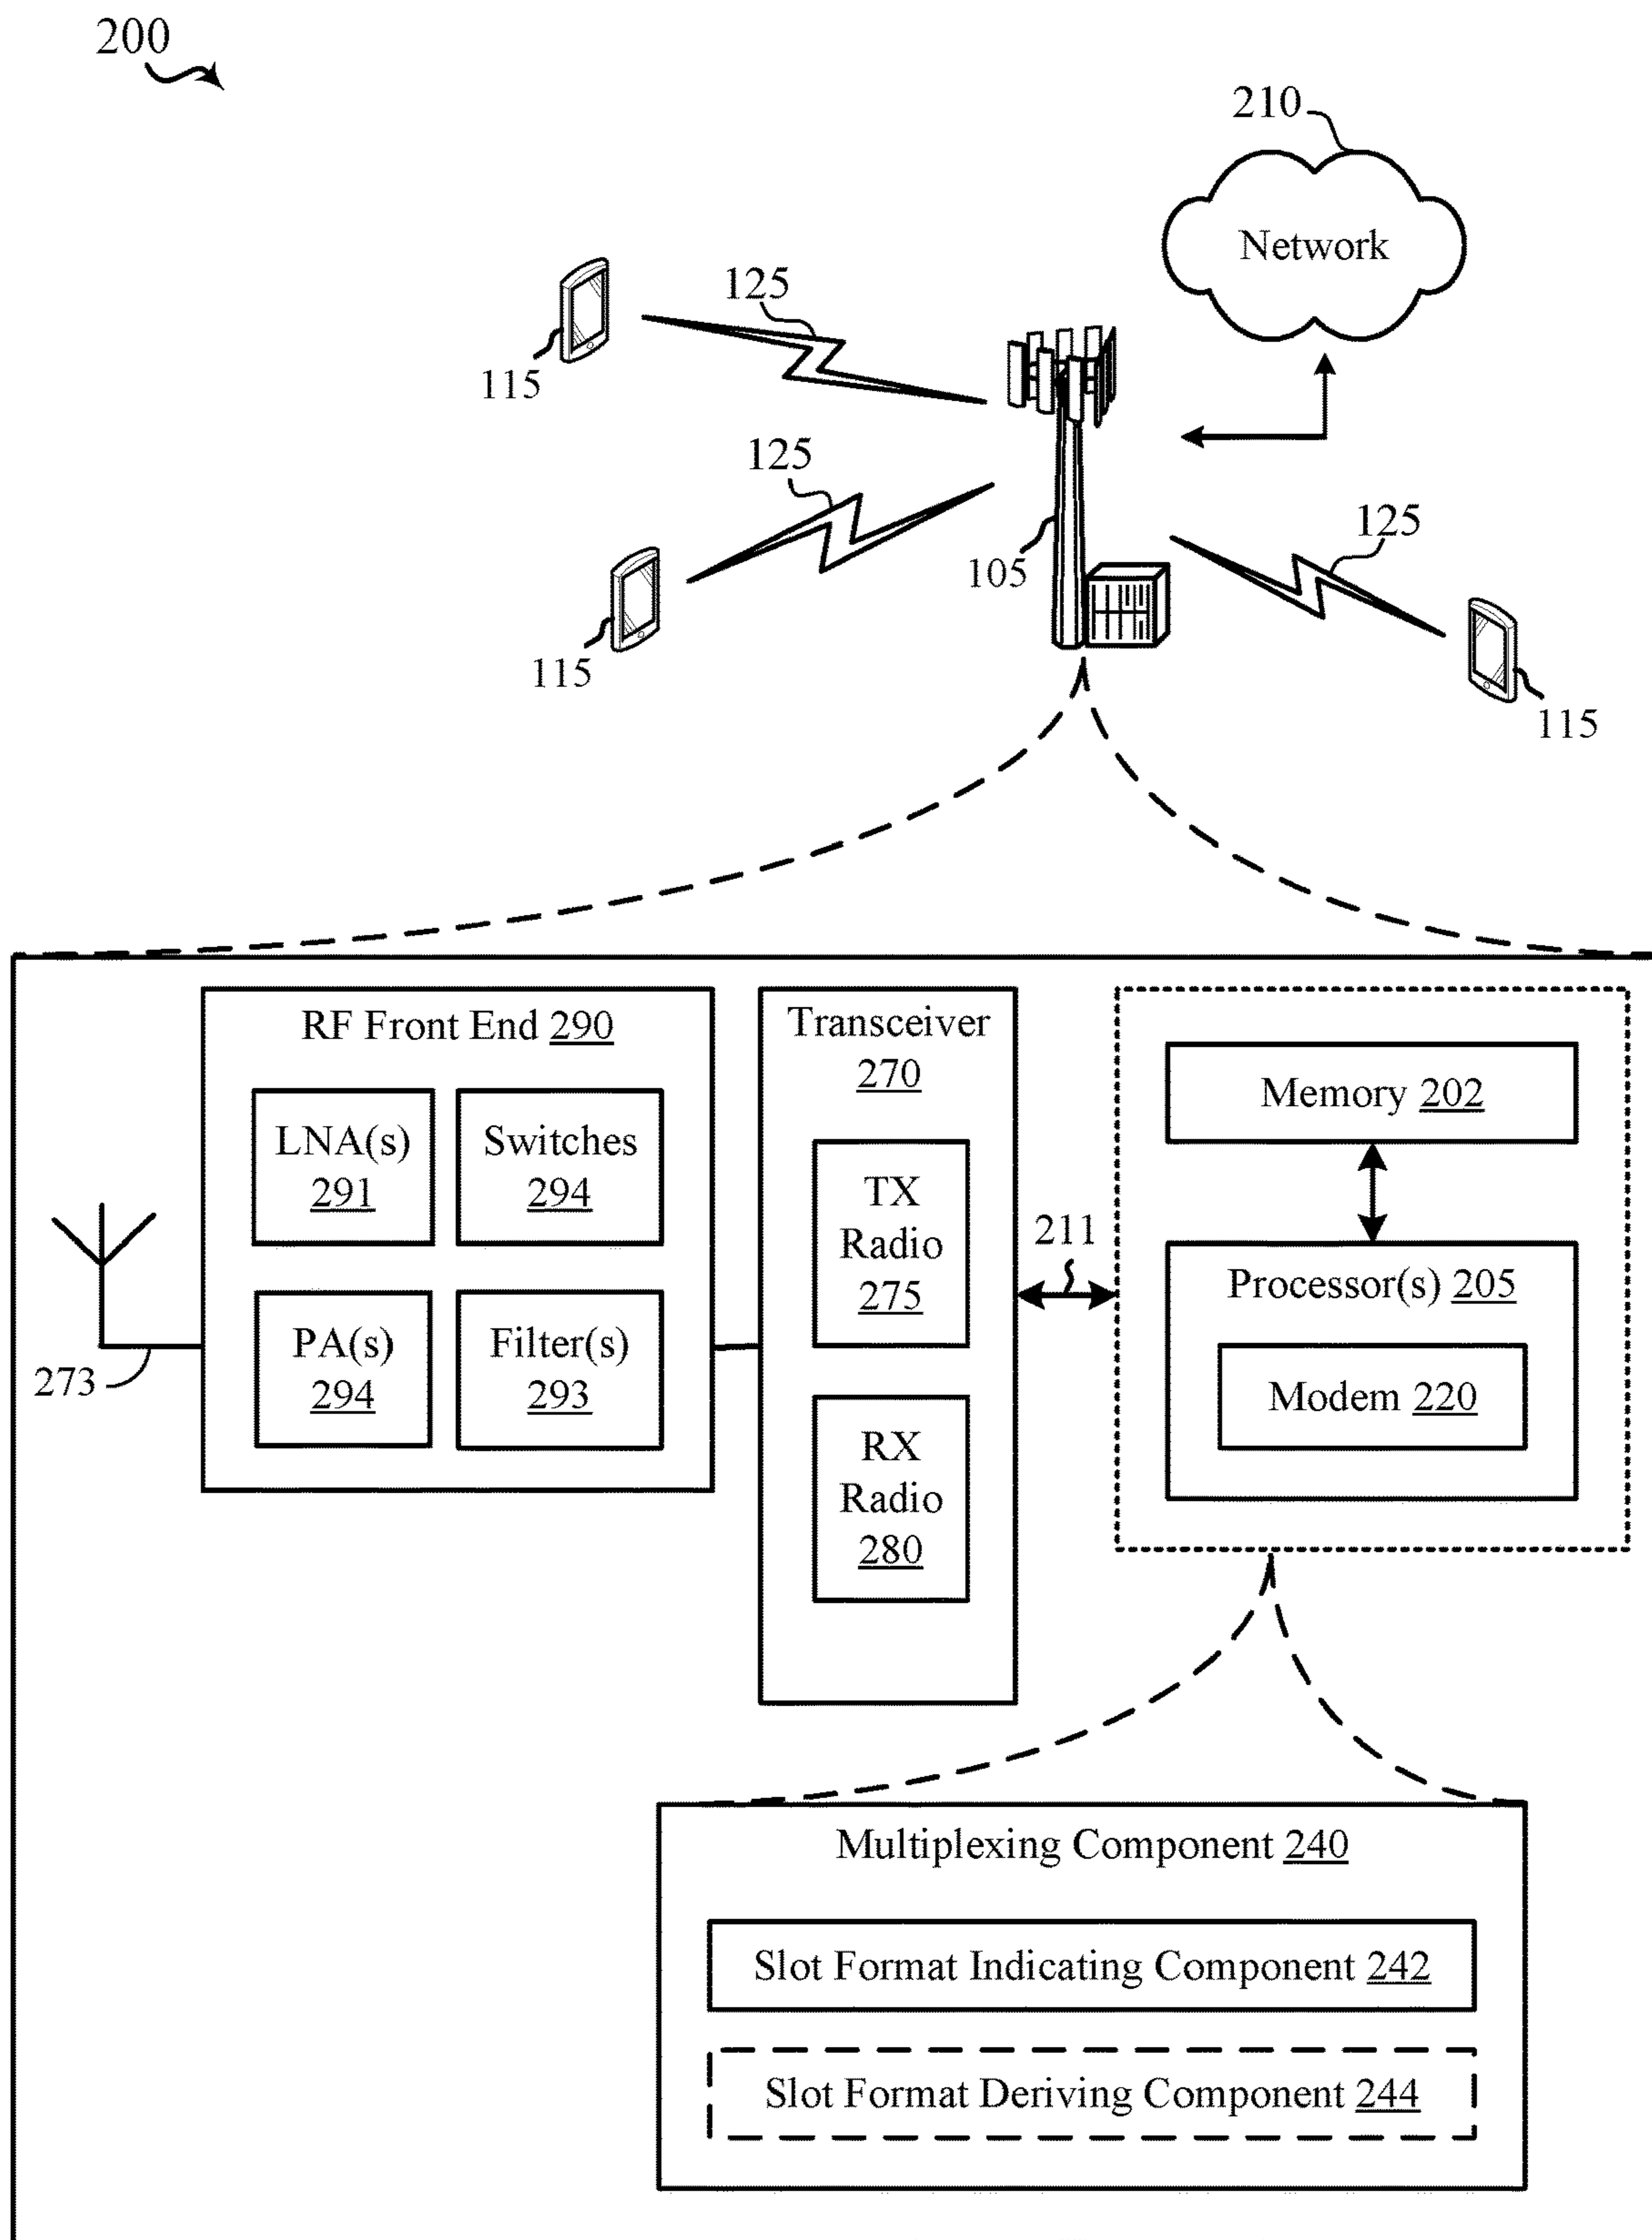 200
210
Network
125
115
125
105
125
115
115
RF Front End 290
LNA(s)
291
Switches
294
PA(s)
294
Filter(s)
293
273
Transceiver
270
TX
Radio
275
RX
Radio
280
211
Memory 202
Processor(s) 205
Modem 220
Multiplexing Component 240
Slot Format Indicating Component 242
Slot Format Deriving Component 244